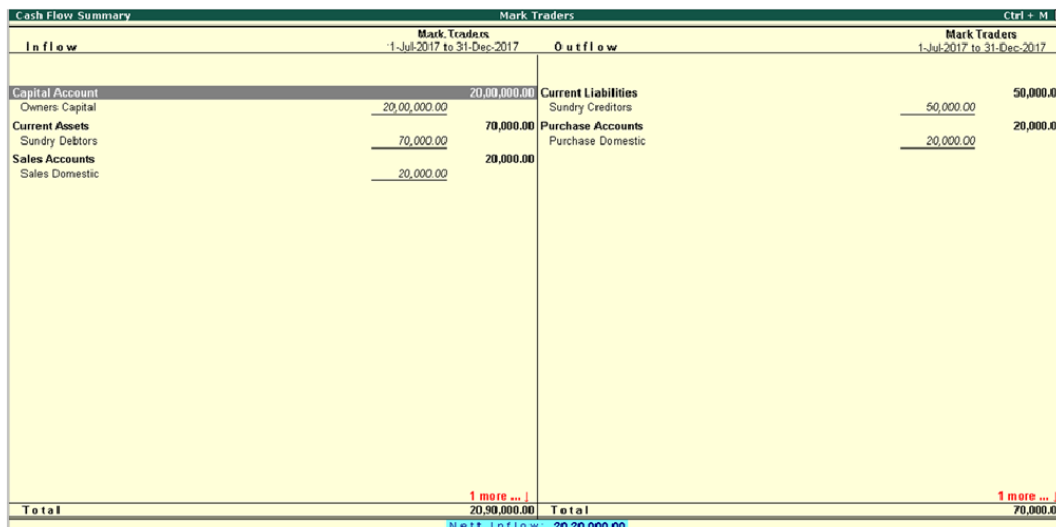 Cash Flow Summary Mark Traders Ctrl + M
Inflow Mark Traders 1-Jul-2017 to 31-Dec-2017 Outflow Mark Traders 1-Jul-2017 to 31-Dec-2017
Capital Account 20,00,000.00 Current Liabilities 50,000.0
Owners Capital 20,00,000.00 Sundry Creditors 50,000.00
Current Assets 70,000.00 Purchase Accounts 20,000.0
Sundry Debtors 70,000.00 Purchase Domestic 20,000.00
Sales Accounts 20,000.00
Sales Domestic 20,000.00
1 more ... ↓ 1 more ... ↓
Total 20,90,000.00 Total 70,000.0
Nett Inflow: 20,20,000.00